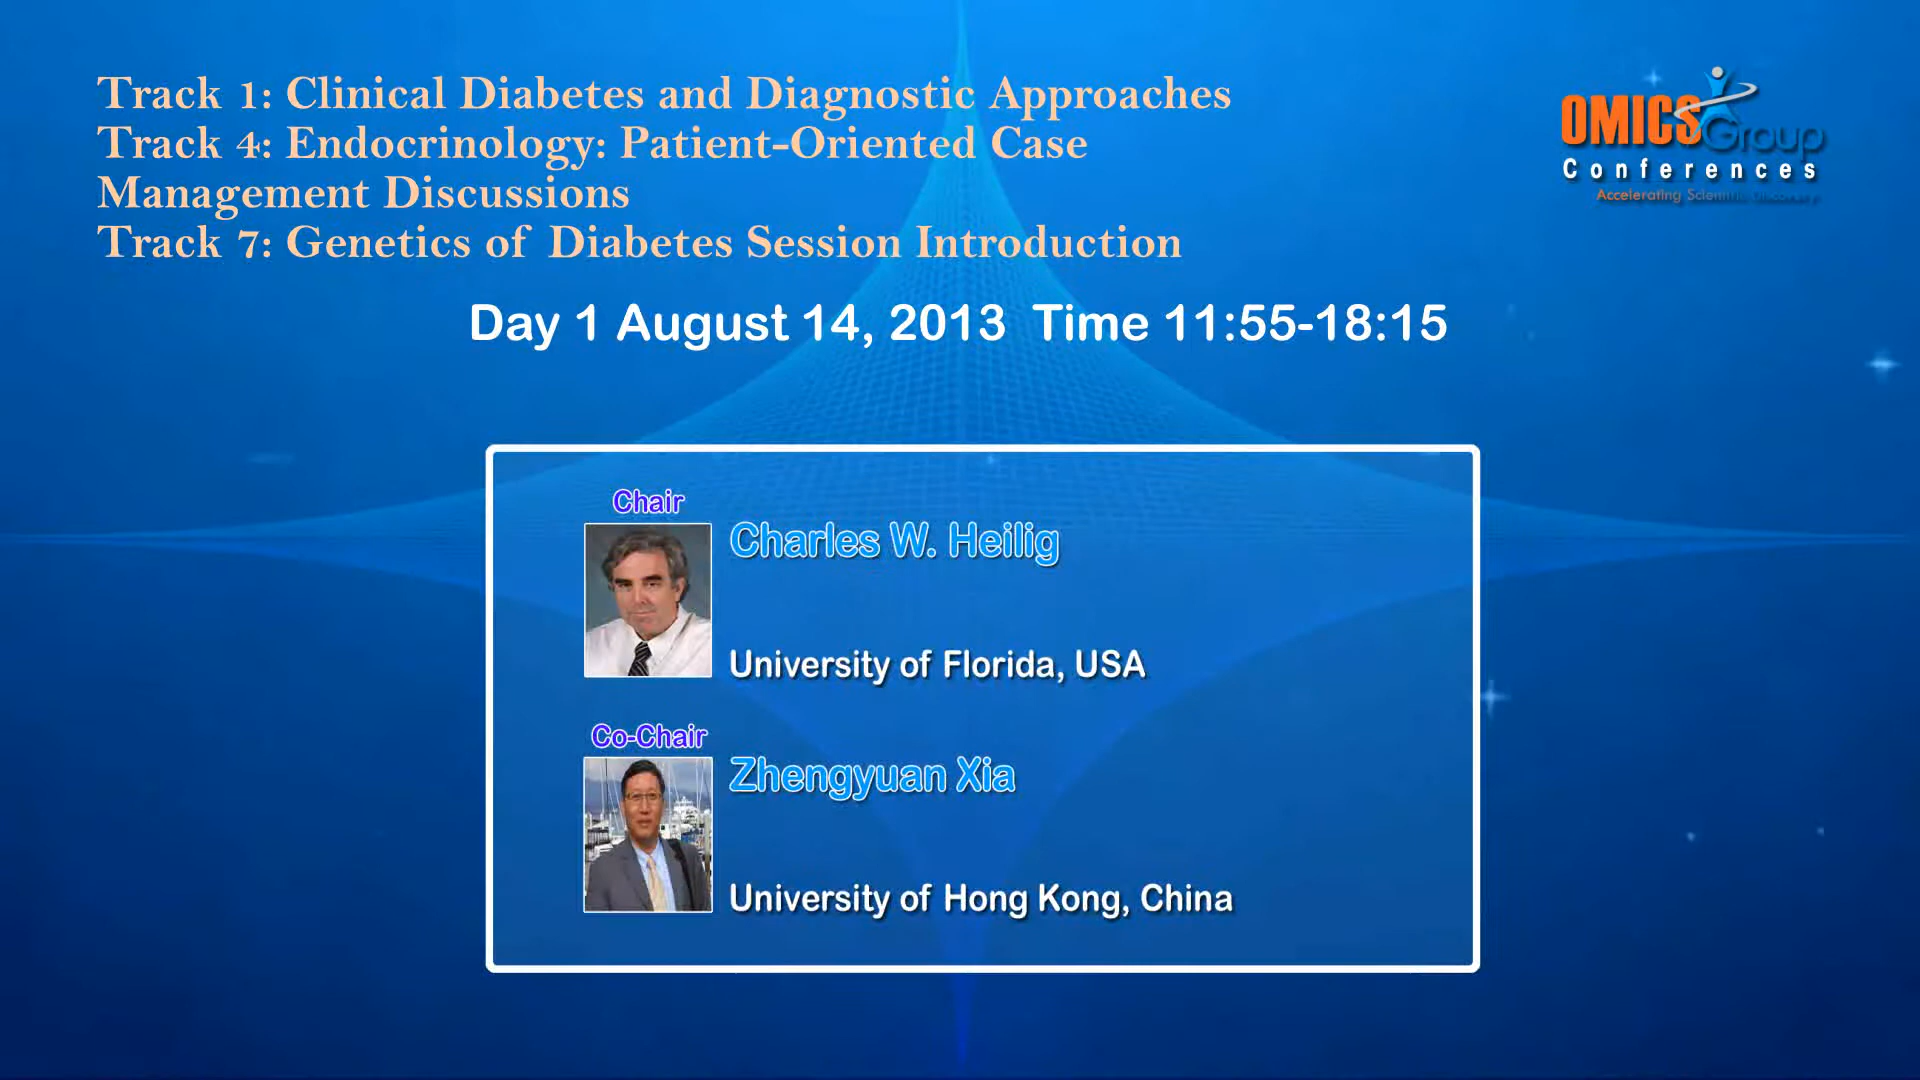 Track 1: Clinical Diabetes and Diagnostic Approaches
Track 4: Endocrinology: Patient-Oriented Case
Management Discussions
Track 7: Genetics of Diabetes Session Introduction
OMICS Group
Conferences
Accelerating Scientific Discovery
Day 1 August 14, 2013 Time 11:55-18:15
Chair
Charles W. Heilig
University of Florida, USA
Co-Chair
Zhengyuan Xia
University of Hong Kong, China